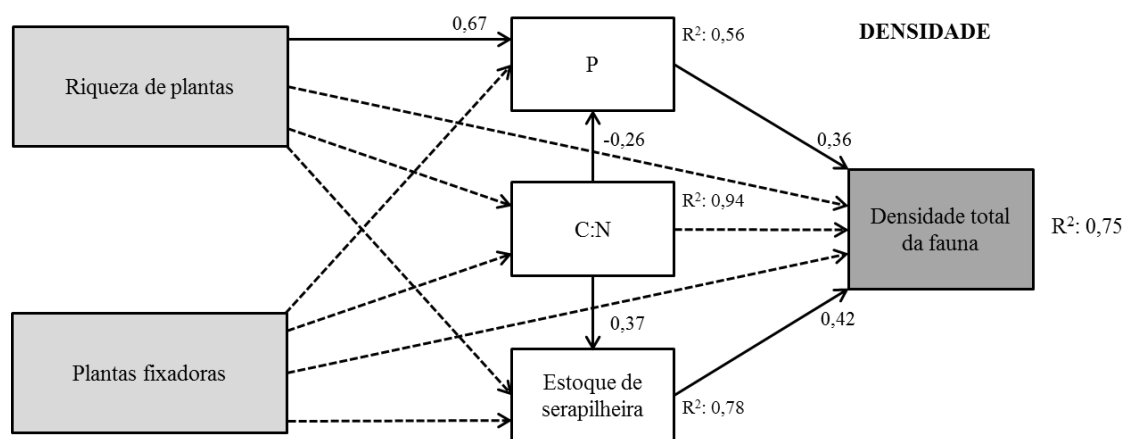 DENSIDADE
Riqueza de plantas
0,67
P
R²: 0,56
-0,26
0,36
C:N
R²: 0,94
Densidade total
da fauna
R²: 0,75
Plantas fixadoras
0,37
Estoque de
serapilheira
R²: 0,78
0,42